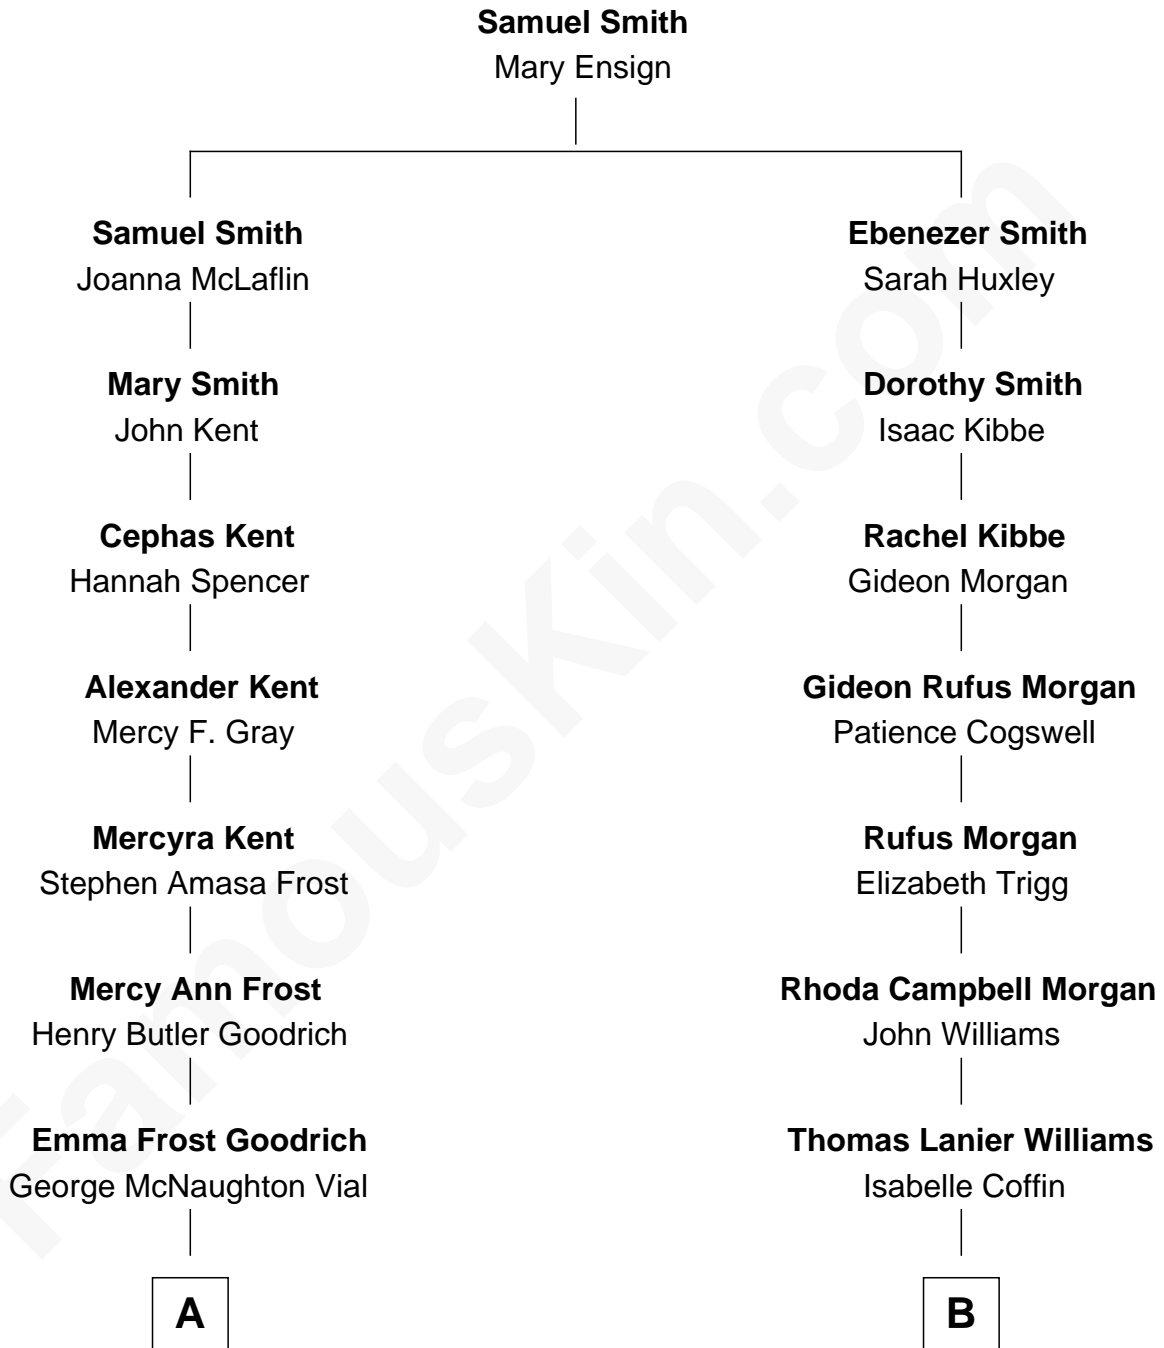 Samuel Smith
Mary Ensign
Samuel Smith
Joanna McLaflin
Ebenezer Smith
Sarah Huxley
Mary Smith
John Kent
Dorothy Smith
Isaac Kibbe
Cephas Kent
Hannah Spencer
Rachel Kibbe
Gideon Morgan
Alexander Kent
Mercy F. Gray
Gideon Rufus Morgan
Patience Cogswell
Mercyra Kent
Stephen Amasa Frost
Rufus Morgan
Elizabeth Trigg
Mercy Ann Frost
Henry Butler Goodrich
Rhoda Campbell Morgan
John Williams
Emma Frost Goodrich
George McNaughton Vial
Thomas Lanier Williams
Isabelle Coffin
A
B
FamousKin.com